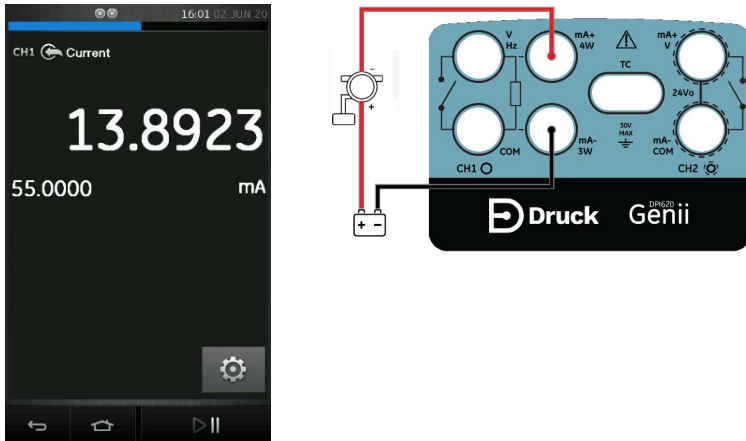 16:01 02 JUN 20
CH1 Current
13.8923
55.0000 mA
V
Hz
mA+
4W
TC
mA+
V
24Vo
COM
mA-
3W
30V
MAX
mA-
COM
CH1
CH2
Druck
DPI620
Genii
− +
+ −